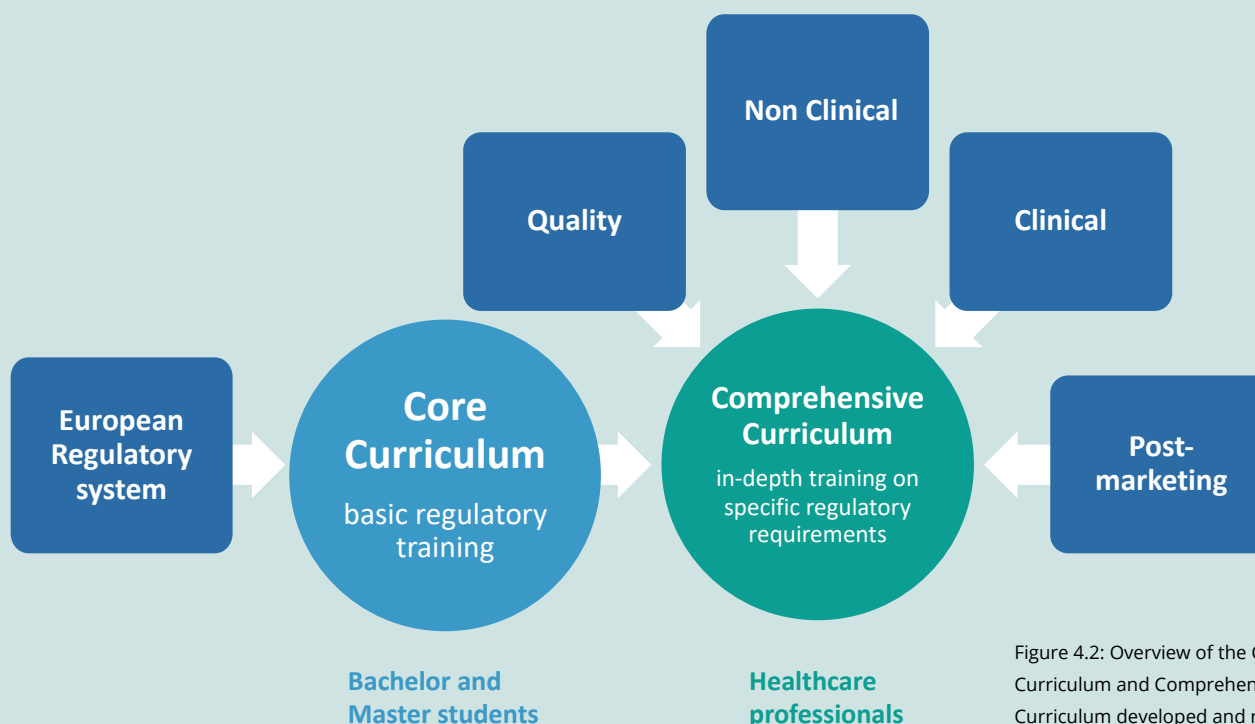 Non Clinical
Quality
Clinical
European
Regulatory
system
Core
Curriculum
basic regulatory
training
Comprehensive
Curriculum
in-depth training on
specific regulatory
requirements
Post-
marketing
Bachelor and
Master students
Healthcare
professionals
Figure 4.2: Overview of the
Curriculum and
Curriculum developed and